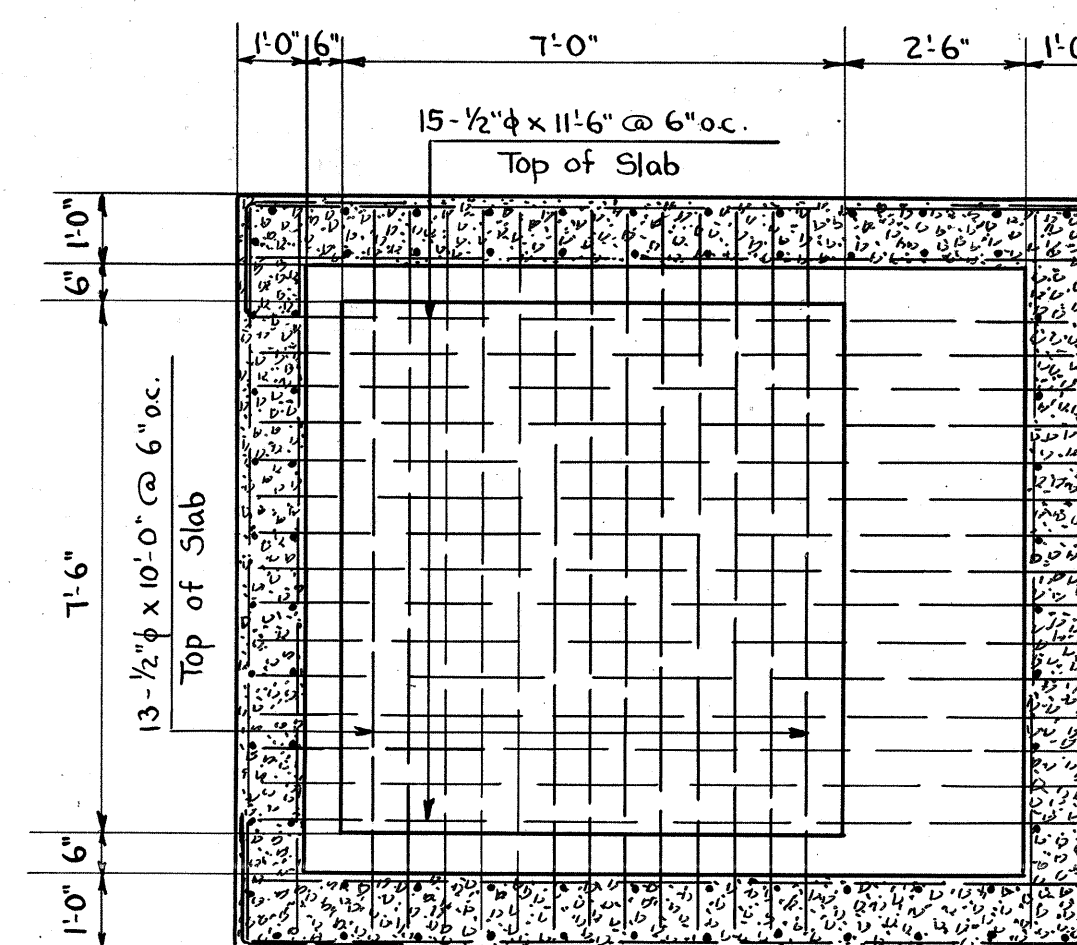 1'-0" 6" 7'-0" 2'-6"
15-½"ϕ x 11'-6" @ 6" o.c.
Top of Slab
1'-0"
6"
7'-6"
13-½"ϕ x 10'-0" @ 6" o.c.
Top of Slab
6"
1'-0"